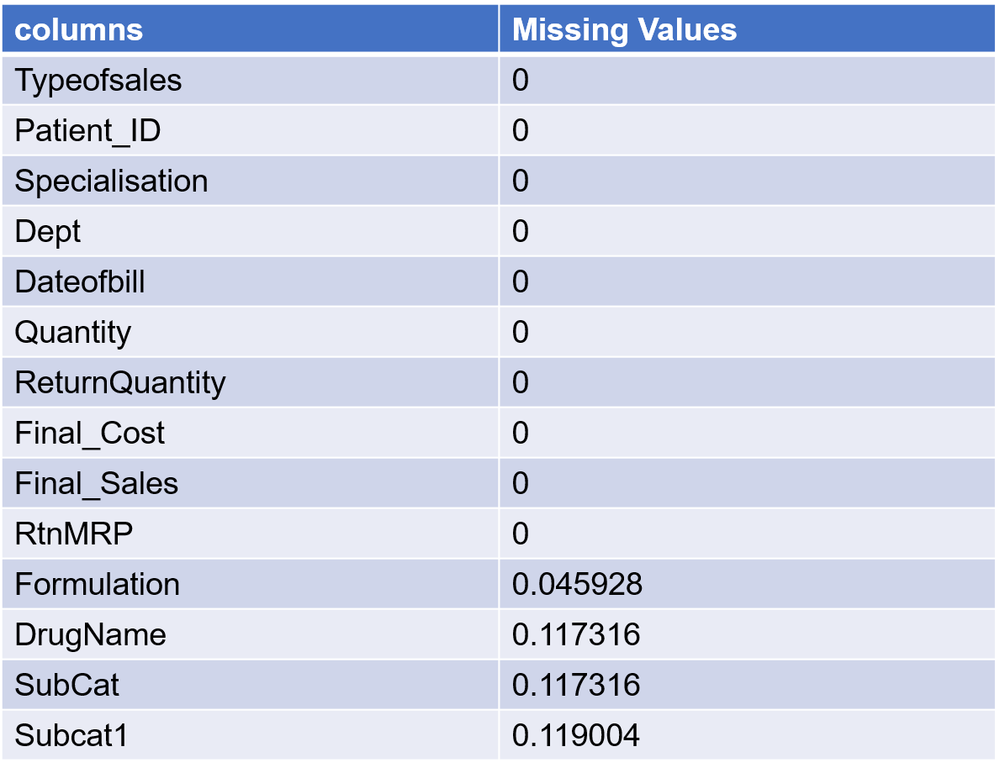 columns Missing Values
Typeofsales 0
Patient_ID 0
Specialisation 0
Dept 0
Dateofbill 0
Quantity 0
ReturnQuantity 0
Final_Cost 0
Final_Sales 0
RtnMRP 0
Formulation 0.045928
DrugName 0.117316
SubCat 0.117316
Subcat1 0.119004